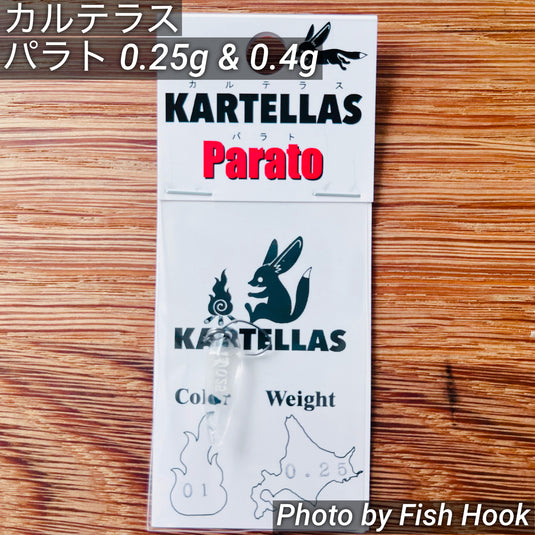 カルテラス
パラト 0.25g & 0.4g
カルテラス
KARTELLAS
パラト
Parato
KARTELLAS
Color Weight
01 0.25
Photo by Fish Hook